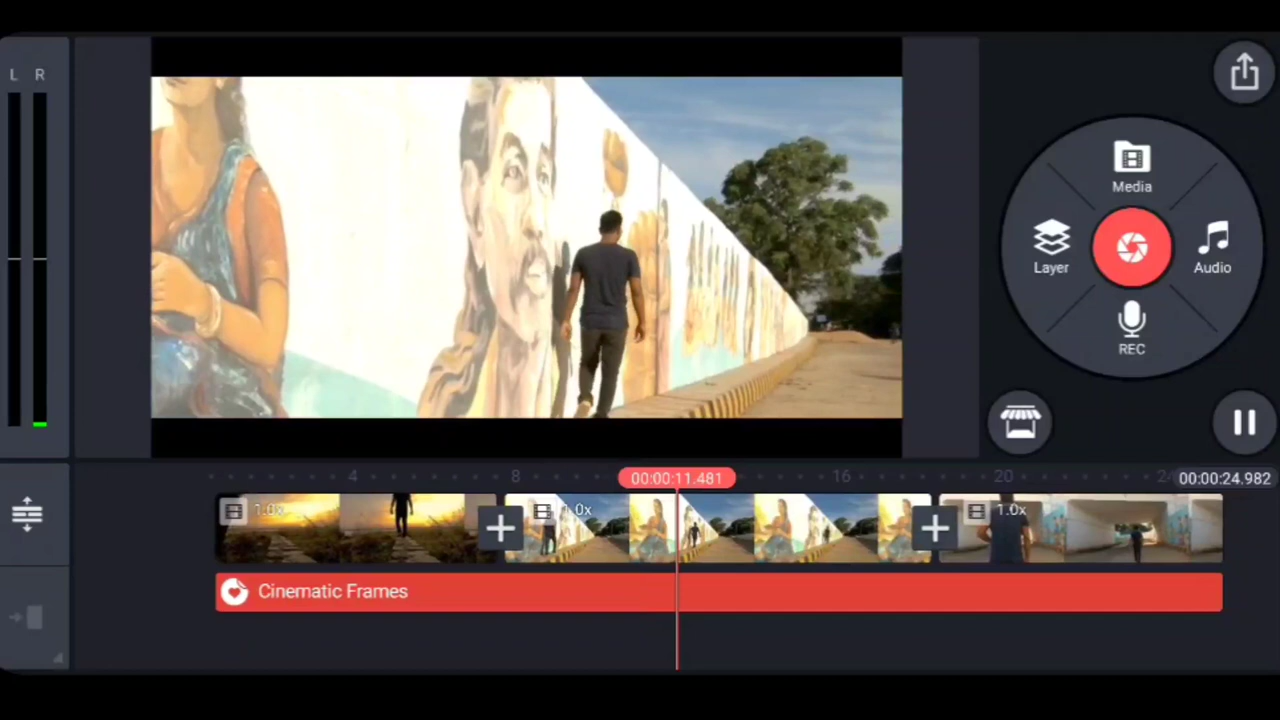 L R
Media
Layer
Audio
REC
4 8 00:00:11.481 16 20 00:00:24.982
1.0x 1.0x 1.0x
Cinematic Frames